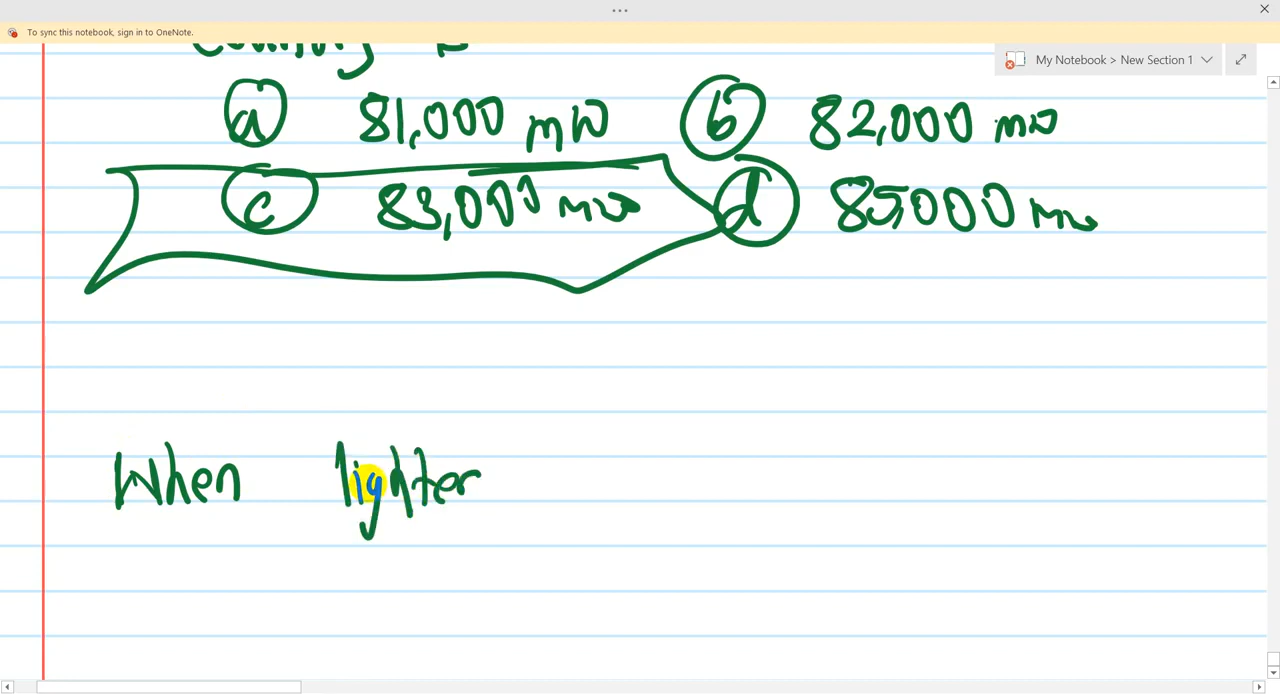 To sync this notebook, sign in to OneNote.
My Notebook > New Section 1
a 81,000 mw b 82,000 mw
c 83,000 mw d 85,000 mw
When lighter